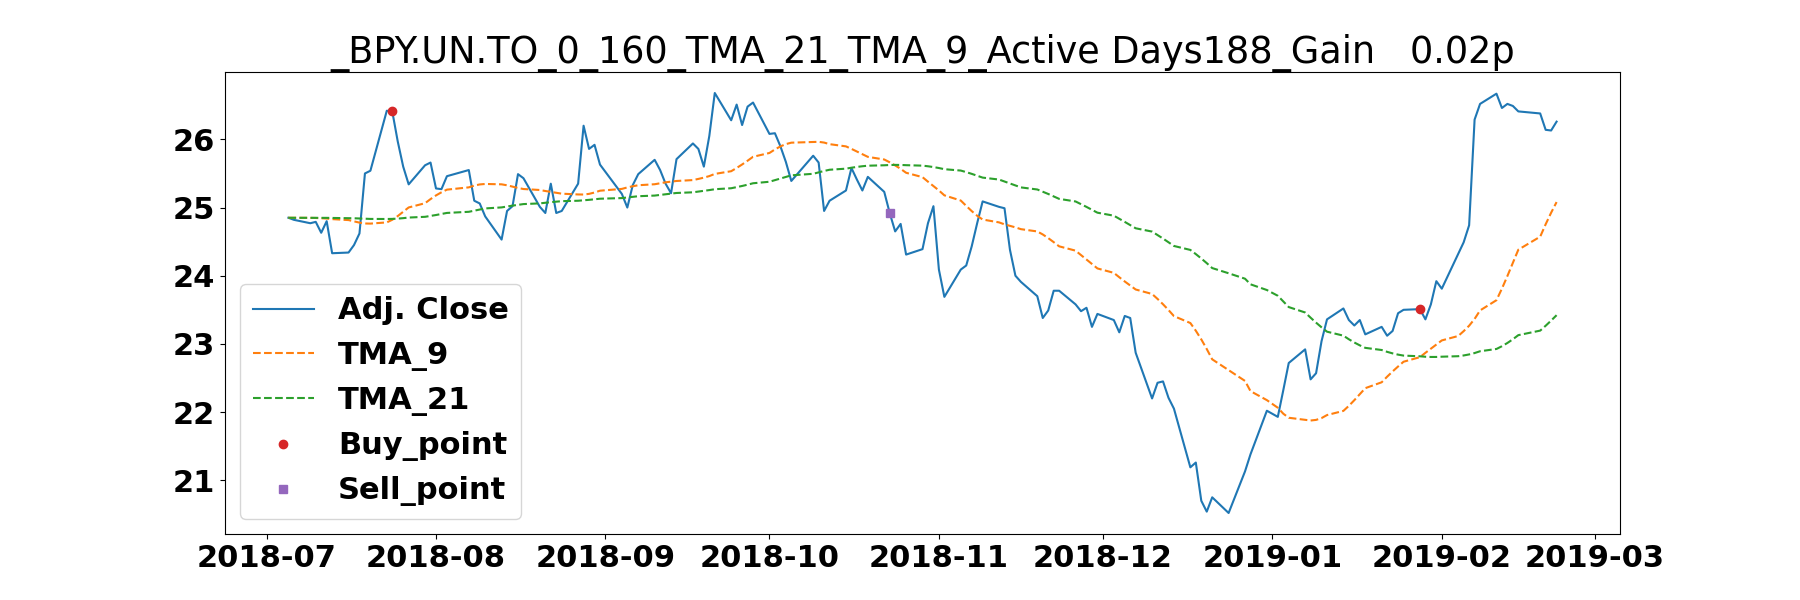 _BPY.UN.TO_0_160_TMA_21_TMA_9_Active Days188_Gain   0.02p
26
25
24
23
22
21
Adj. Close
TMA_9
TMA_21
Buy_point
Sell_point
2018-07 2018-08 2018-09 2018-10 2018-11 2018-12 2019-01 2019-02 2019-03